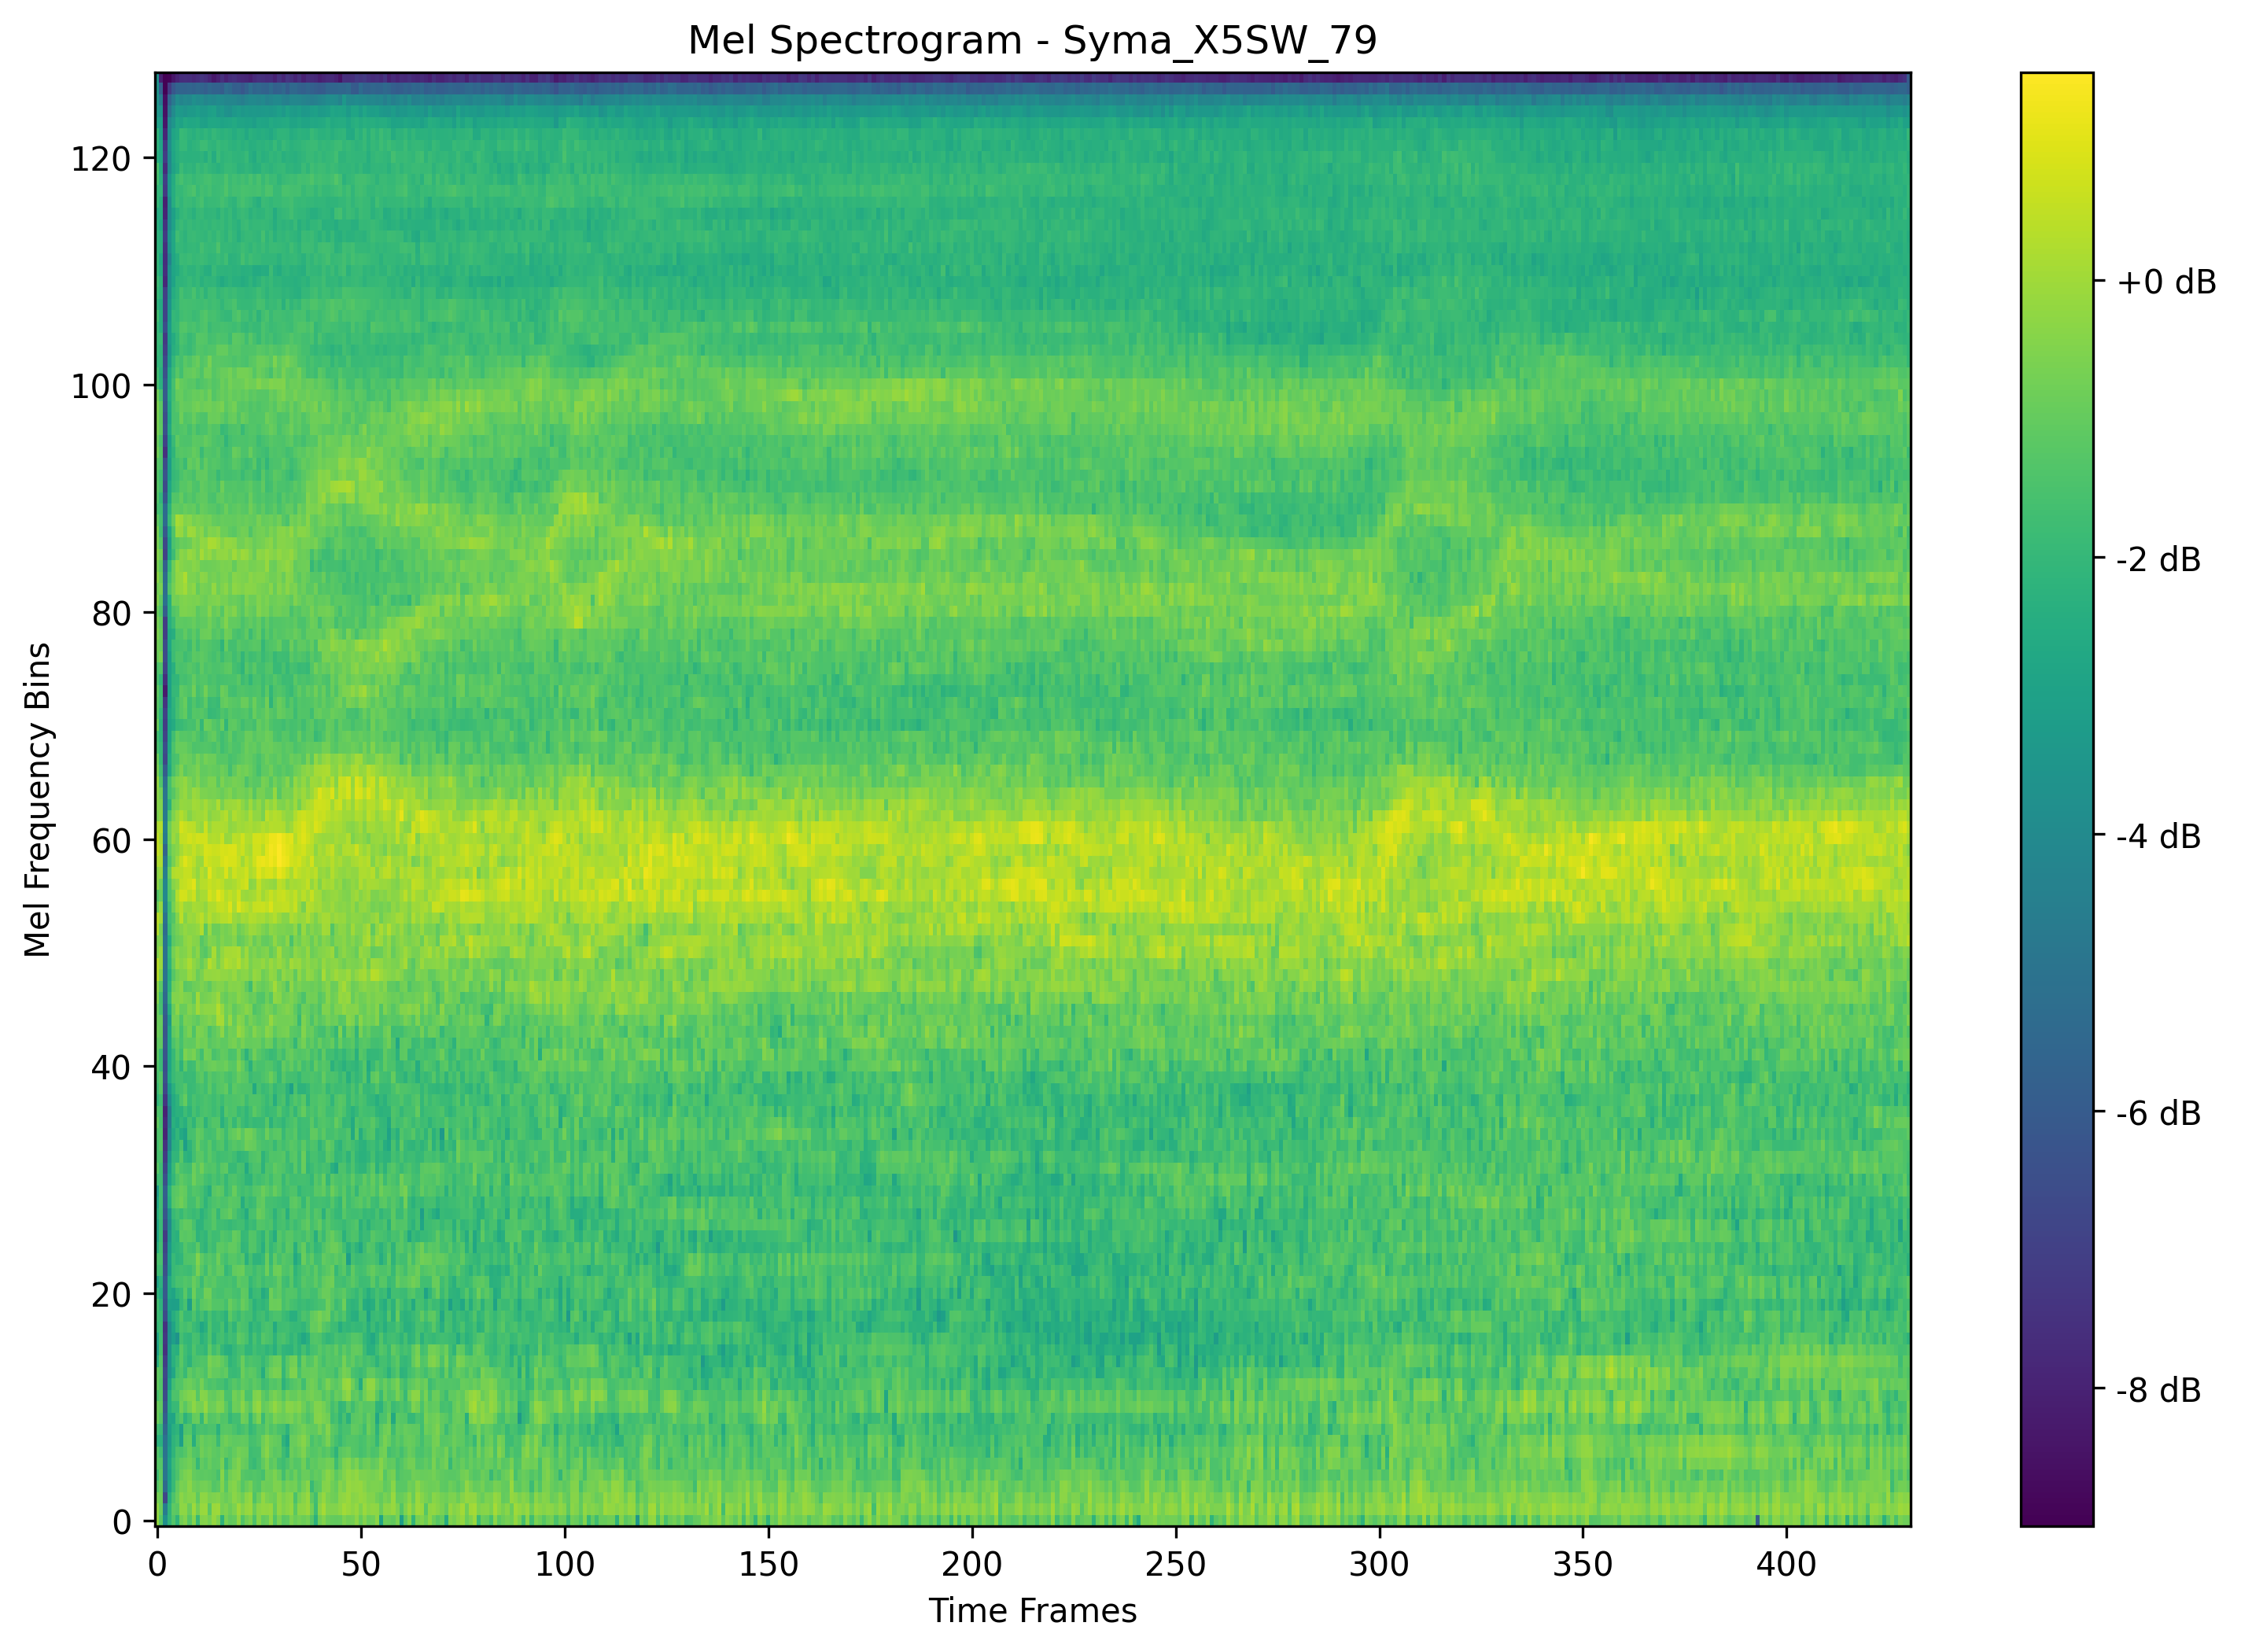 Mel Spectrogram - Syma_X5SW_79
Mel Frequency Bins
120
100
80
60
40
20
0
0 50 100 150 200 250 300 350 400
Time Frames
+0 dB
-2 dB
-4 dB
-6 dB
-8 dB